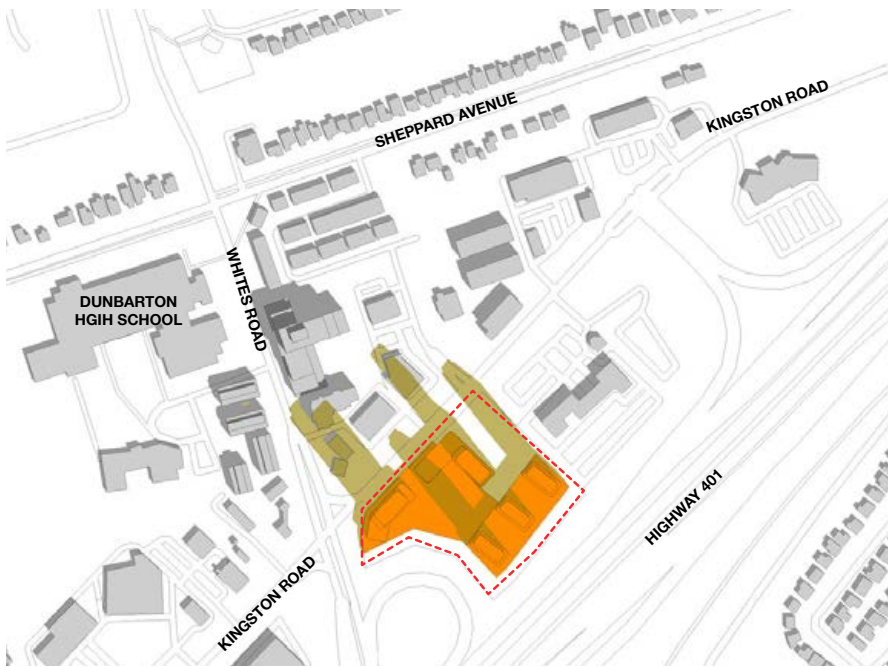 SHEPPARD AVENUE
KINGSTON ROAD
WHITES ROAD
DUNBARTON
HGIH SCHOOL
HIGHWAY 401
KINGSTON ROAD